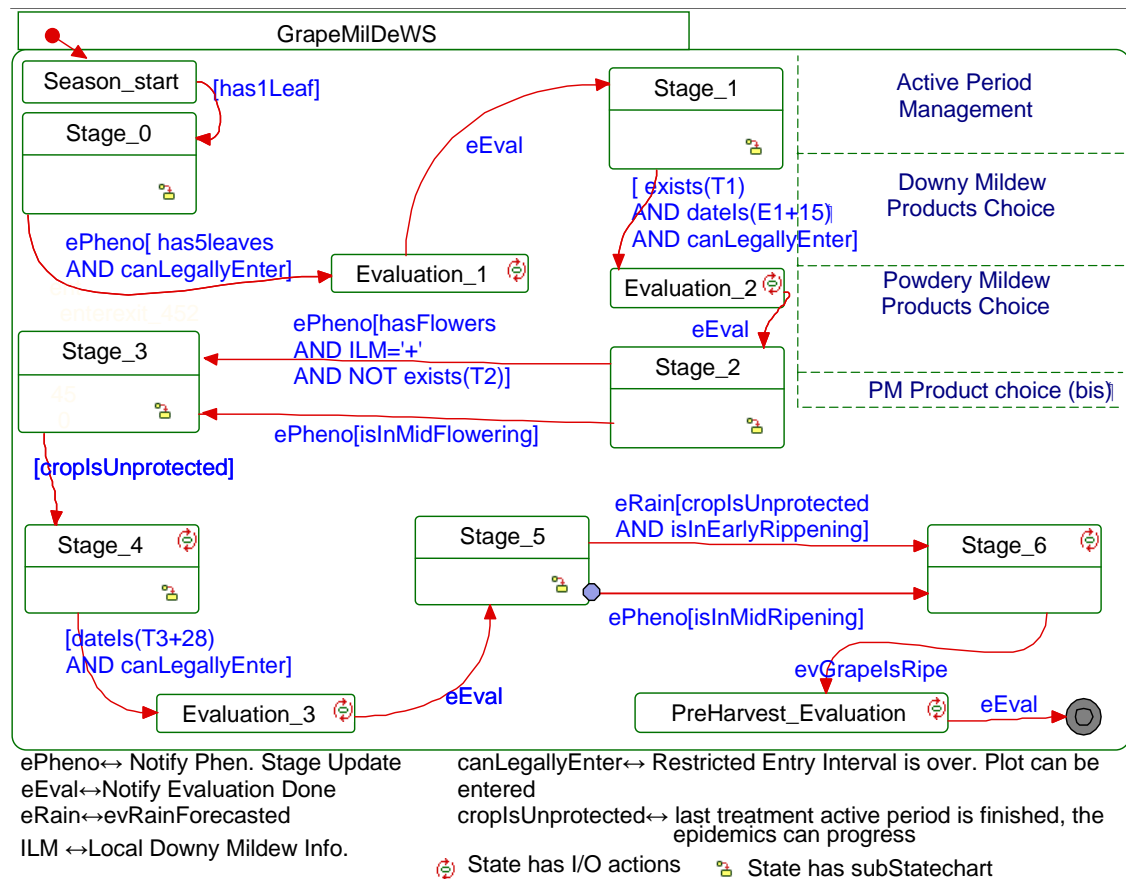 GrapeMilDeWS
Season_start
[has1Leaf]
Stage_0
ePheno[ has5leaves
AND canLegallyEnter]
Evaluation_1
eEval
Stage_1
[ exists(T1)
AND dateIs(E1+15)
AND canLegallyEnter]
Evaluation_2
eEval
Active Period
Management
Downy Mildew
Products Choice
Powdery Mildew
Products Choice
PM Product choice (bis)
Stage_2
ePheno[hasFlowers
AND ILM='+'
AND NOT exists(T2)]
ePheno[isInMidFlowering]
Stage_3
[cropIsUnprotected]
Stage_4
[dateIs(T3+28)
AND canLegallyEnter]
Evaluation_3
eEval
Stage_5
eRain[cropIsUnprotected
AND isInEarlyRippening]
ePheno[isInMidRipening]
Stage_6
evGrapeIsRipe
PreHarvest_Evaluation
eEval
ePheno↔ Notify Phen. Stage Update
eEval↔Notify Evaluation Done
eRain↔evRainForecasted
ILM ↔Local Downy Mildew Info.
canLegallyEnter↔ Restricted Entry Interval is over. Plot can be
entered
cropIsUnprotected↔ last treatment active period is finished, the
epidemics can progress
State has I/O actions
State has subStatechart